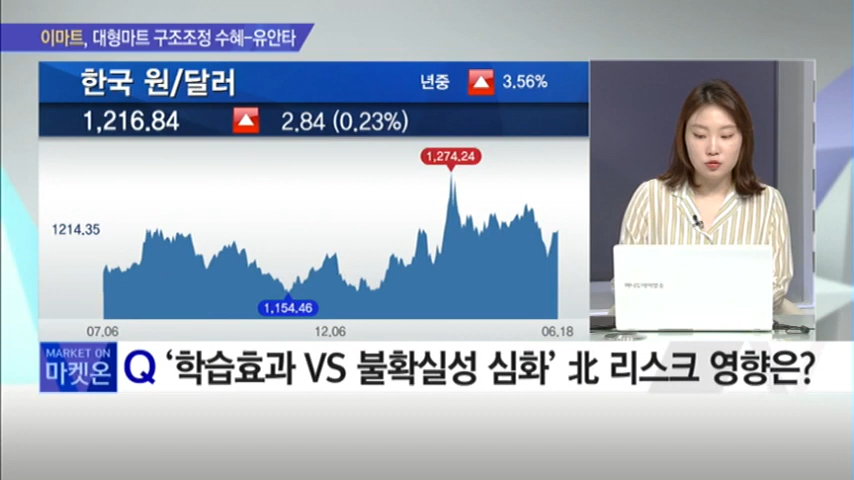 이마트, 대형마트 구조조정 수혜-유안타
한국 원/달러
년중 3.56%
1,216.84 2.84 (0.23%)
1,274.24
1214.35
1,154.46
07.06 12.06 06.18
MARKET ON
마켓온
Q ‘학습효과 VS 불확실성 심화’ 北 리스크 영향은?